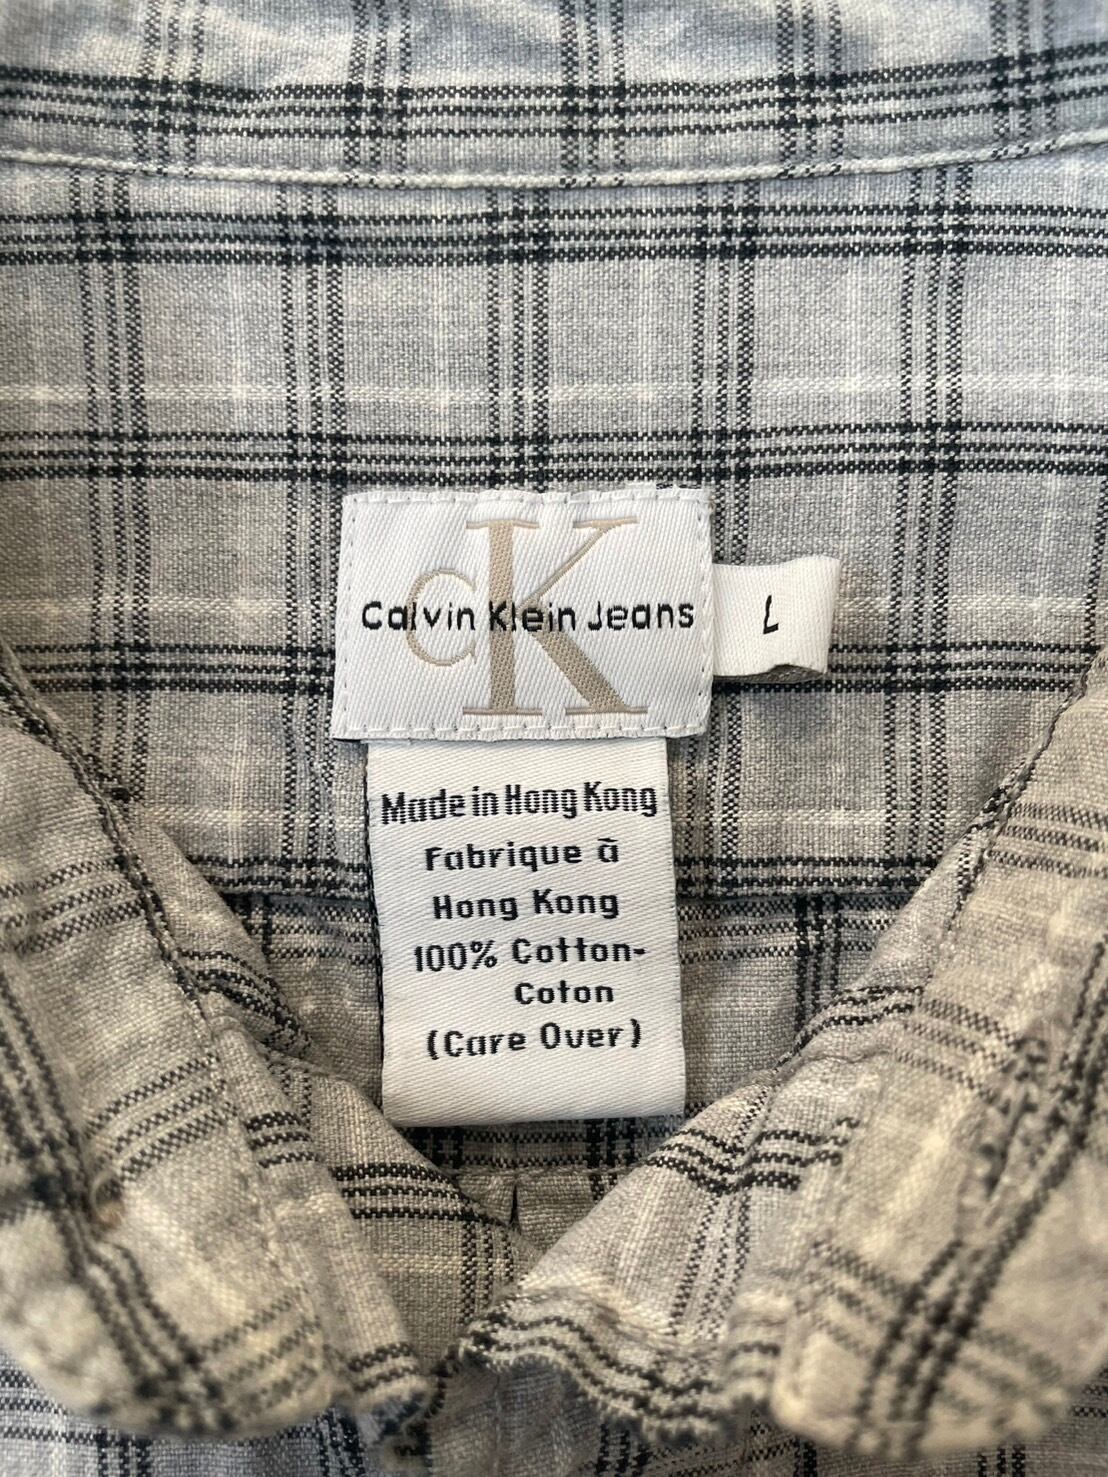 CK
Calvin Klein Jeans
L
Made in Hong Kong
Fabrique à
Hong Kong
100% Cotton-
Coton
(Care Over)